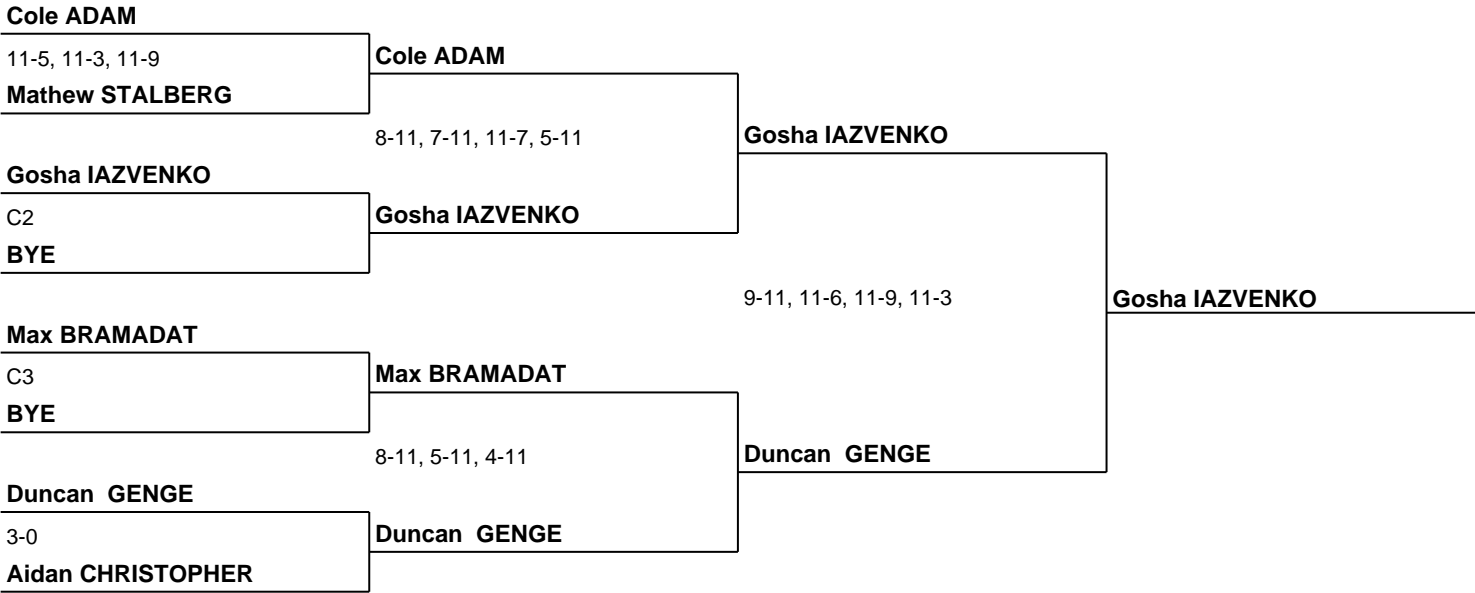 Cole ADAM
11-5, 11-3, 11-9
Mathew STALBERG
Gosha IAZVENKO
C2
BYE
Max BRAMADAT
C3
BYE
Duncan  GENGE
3-0
Aidan CHRISTOPHER
Cole ADAM
8-11, 7-11, 11-7, 5-11
Gosha IAZVENKO
Max BRAMADAT
8-11, 5-11, 4-11
Duncan  GENGE
Gosha IAZVENKO
9-11, 11-6, 11-9, 11-3
Duncan  GENGE
Gosha IAZVENKO